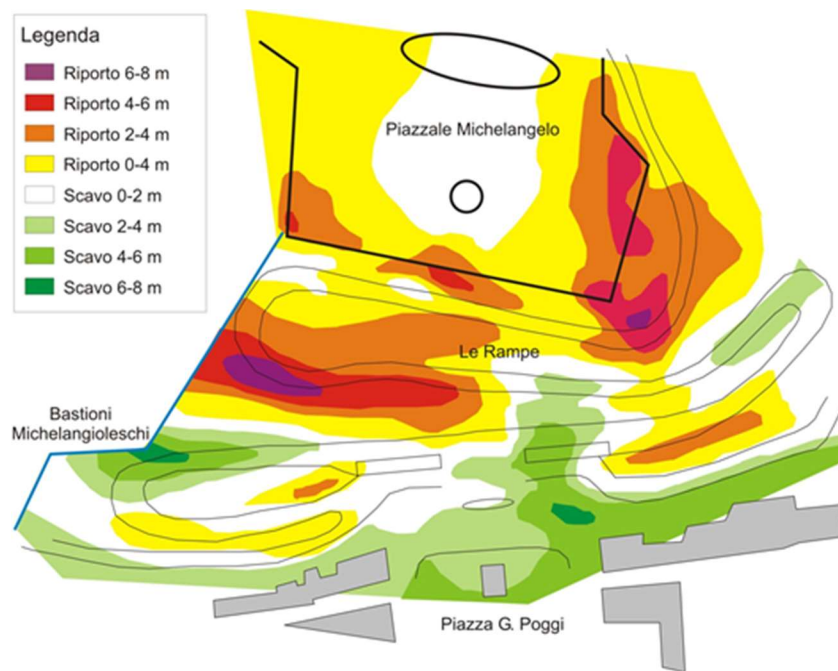 Legenda
Riporto 6-8 m
Riporto 4-6 m
Riporto 2-4 m
Riporto 0-4 m
Scavo 0-2 m
Scavo 2-4 m
Scavo 4-6 m
Scavo 6-8 m
Piazzale Michelangelo
Le Rampe
Bastioni
Michelangioleschi
Piazza G. Poggi